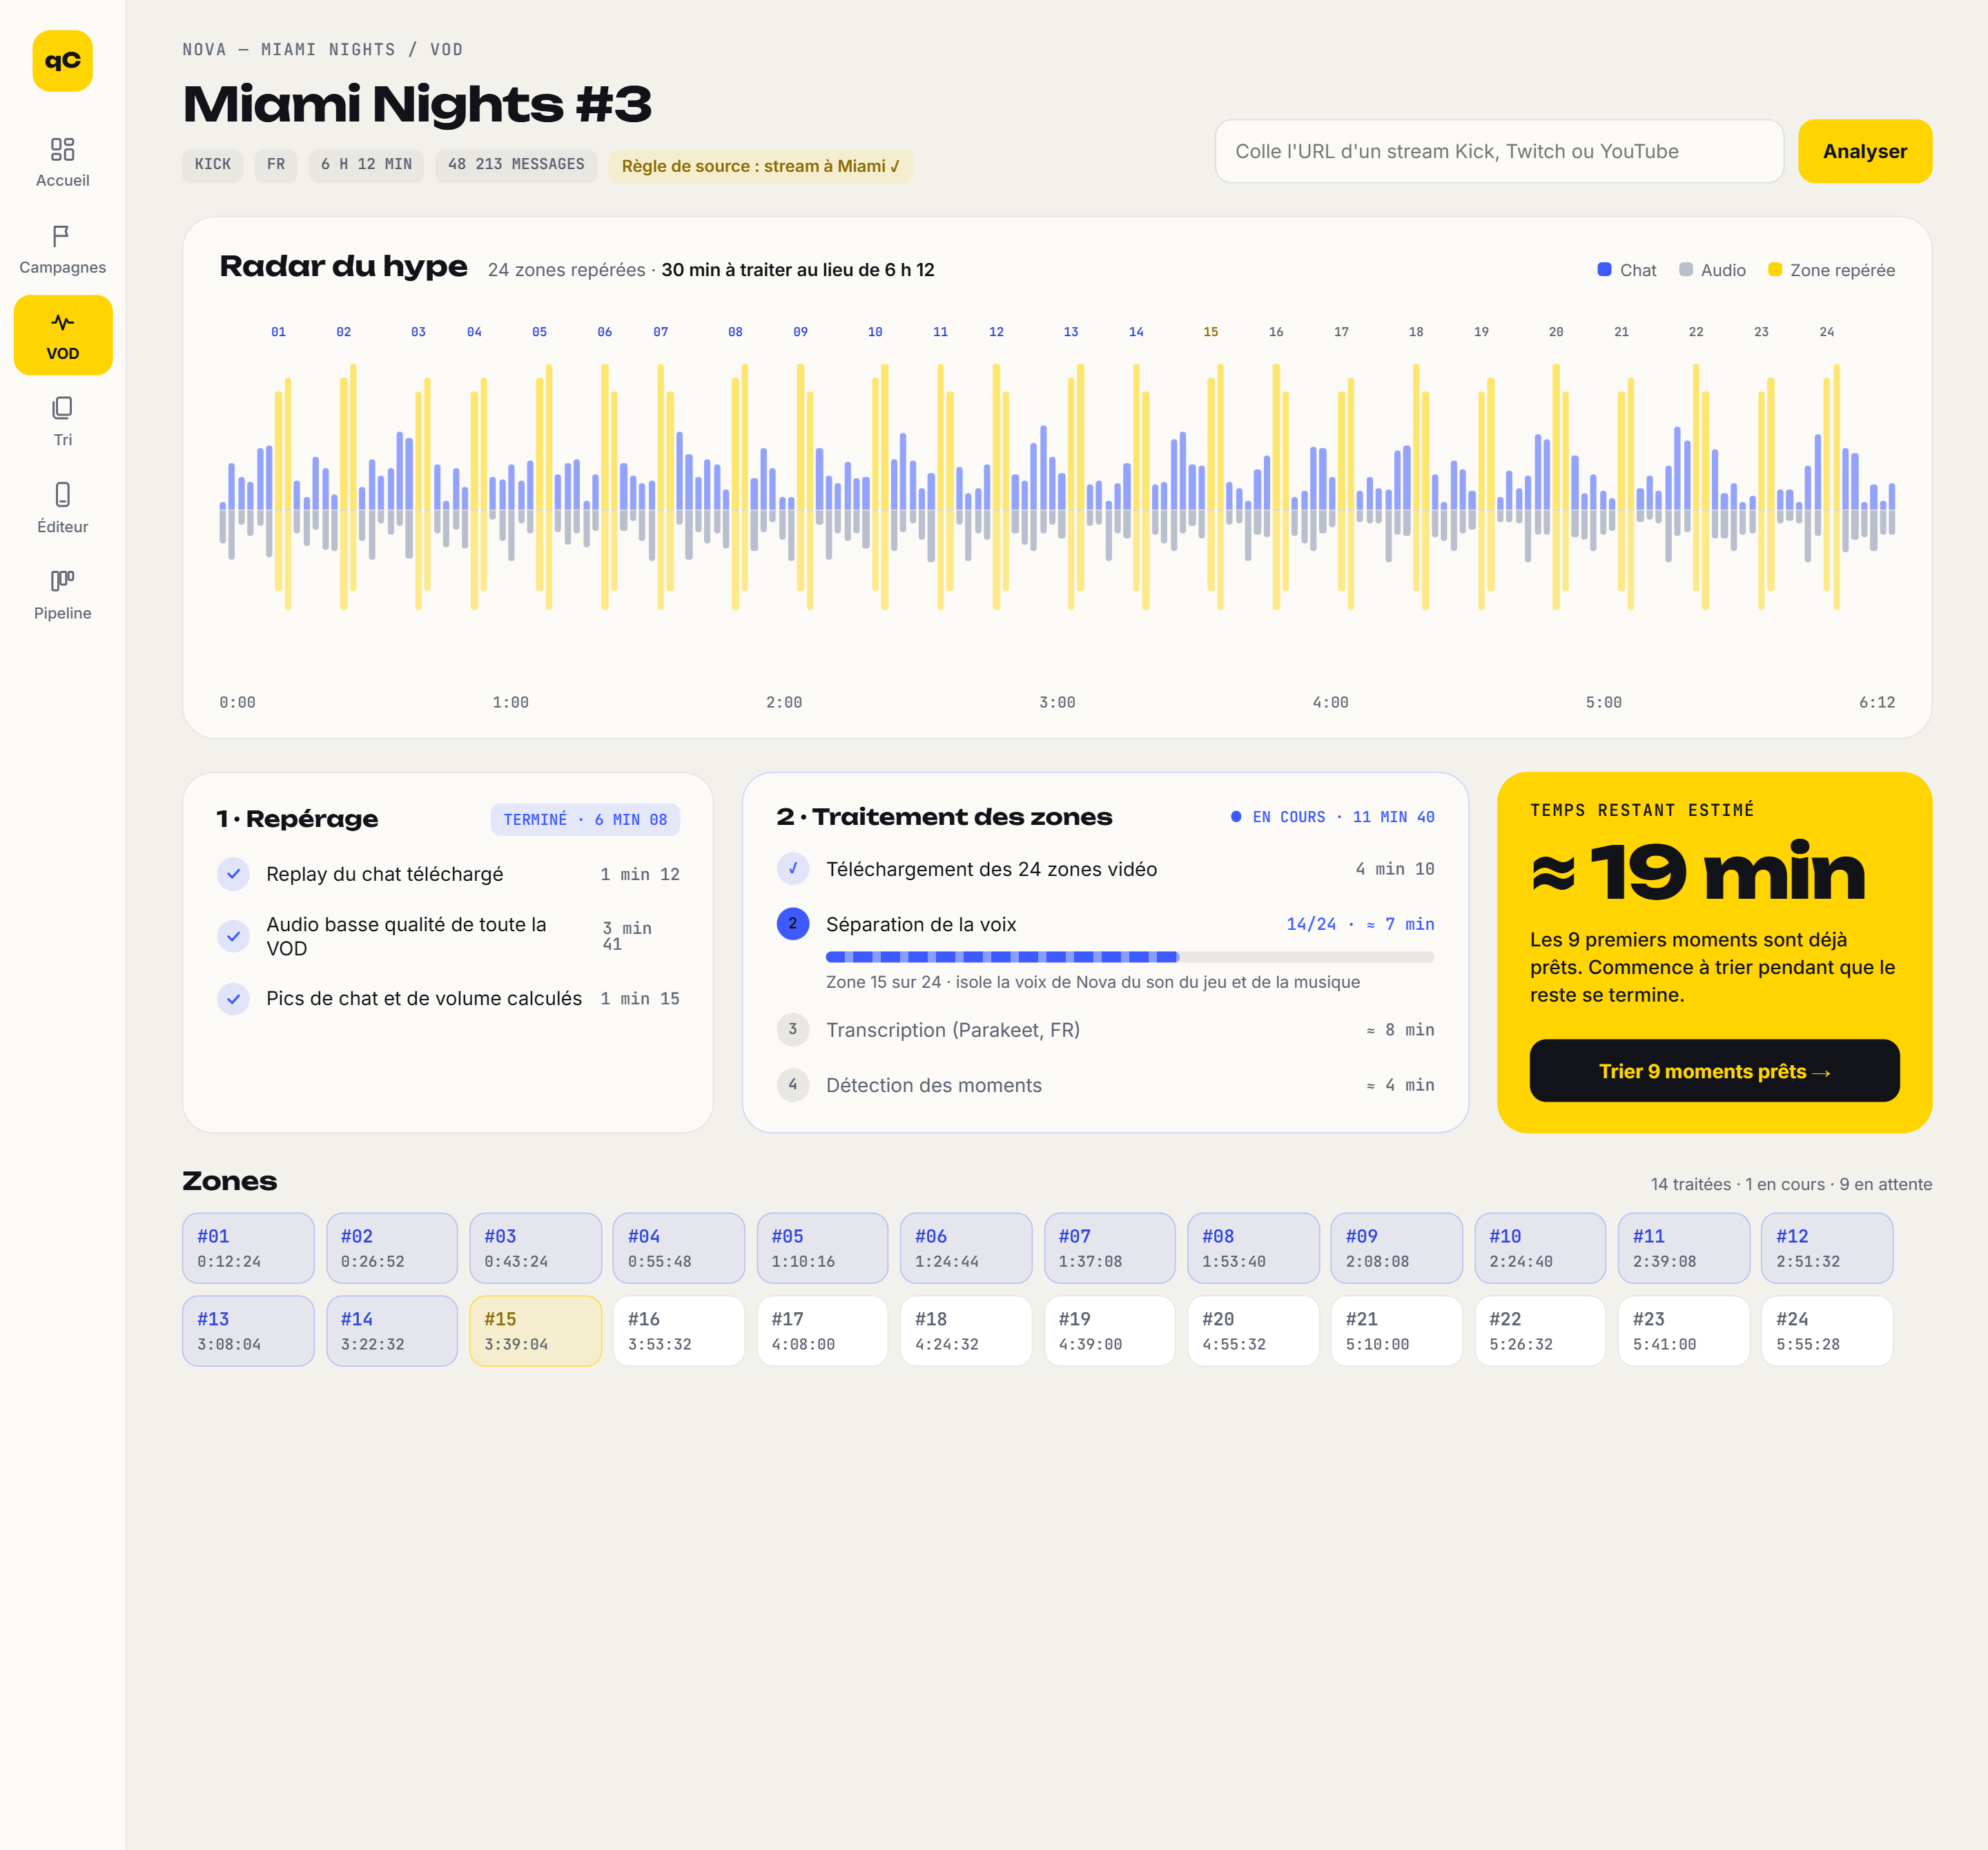 qC
Accueil
Campagnes
VOD
Tri
Éditeur
Pipeline
NOVA — MIAMI NIGHTS / VOD
Miami Nights #3
KICK
FR
6 H 12 MIN
48 213 MESSAGES
Règle de source : stream à Miami ✓
Colle l'URL d'un stream Kick, Twitch ou YouTube
Analyser
Radar du hype
24 zones repérées · 30 min à traiter au lieu de 6 h 12
Chat
Audio
Zone repérée
01 02 03 04 05 06 07 08 09 10 11 12 13 14 15 16 17 18 19 20 21 22 23 24
0:00 1:00 2:00 3:00 4:00 5:00 6:12
1 · Repérage
TERMINÉ · 6 MIN 08
Replay du chat téléchargé
1 min 12
Audio basse qualité de toute la
VOD
3 min
41
Pics de chat et de volume calculés
1 min 15
2 · Traitement des zones
EN COURS · 11 MIN 40
✓
Téléchargement des 24 zones vidéo
4 min 10
2
Séparation de la voix
14/24 · ≈ 7 min
Zone 15 sur 24 · isole la voix de Nova du son du jeu et de la musique
3
Transcription (Parakeet, FR)
≈ 8 min
4
Détection des moments
≈ 4 min
TEMPS RESTANT ESTIMÉ
≈ 19 min
Les 9 premiers moments sont déjà
prêts. Commence à trier pendant que le
reste se termine.
Trier 9 moments prêts →
Zones
14 traitées · 1 en cours · 9 en attente
#01 #02 #03 #04 #05 #06 #07 #08 #09 #10 #11 #12
0:12:24 0:26:52 0:43:24 0:55:48 1:10:16 1:24:44 1:37:08 1:53:40 2:08:08 2:24:40 2:39:08 2:51:32
#13 #14 #15 #16 #17 #18 #19 #20 #21 #22 #23 #24
3:08:04 3:22:32 3:39:04 3:53:32 4:08:00 4:24:32 4:39:00 4:55:32 5:10:00 5:26:32 5:41:00 5:55:28